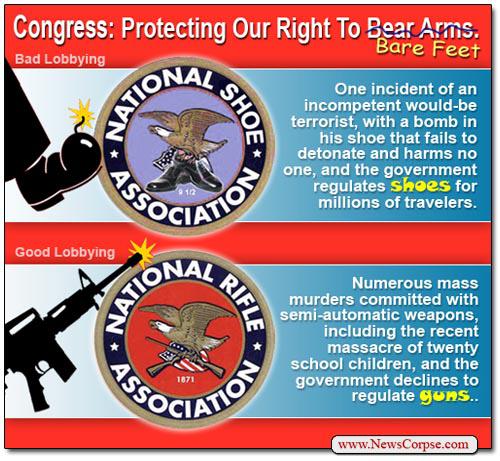 Congress: Protecting Our Right To Bear Arms.
Bare Feet
Bad Lobbying
NATIONAL SHOE
9 1/2
ASSOCIATION
One incident of an
incompetent would-be
terrorist, with a bomb in
his shoe that fails to
detonate and harms no
one, and the government
regulates shoes for
millions of travelers.
Good Lobbying
NATIONAL RIFLE
1871
ASSOCIATION
Numerous mass
murders committed with
semi-automatic weapons,
including the recent
massacre of twenty
school children, and the
government declines to
regulate guns..
www.NewsCorpse.com